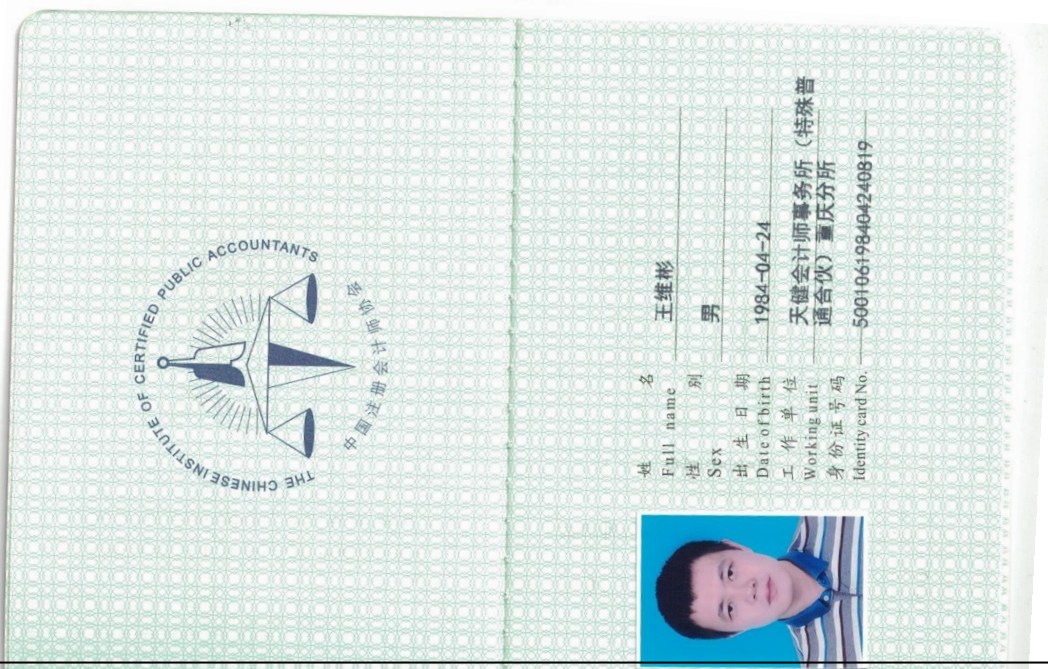 THE CHINESE INSTITUTE OF CERTIFIED PUBLIC ACCOUNTANTS
中国注册会计师协会
姓 名 王维彬
Full name
性 别 男
Sex
出 生 日 期 1984-04-24
Date of birth
工 作 单 位 天健会计师事务所（特殊普
Working unit 通合伙）重庆分所
身 份 证 号 码 500106198404240819
Identity card No.